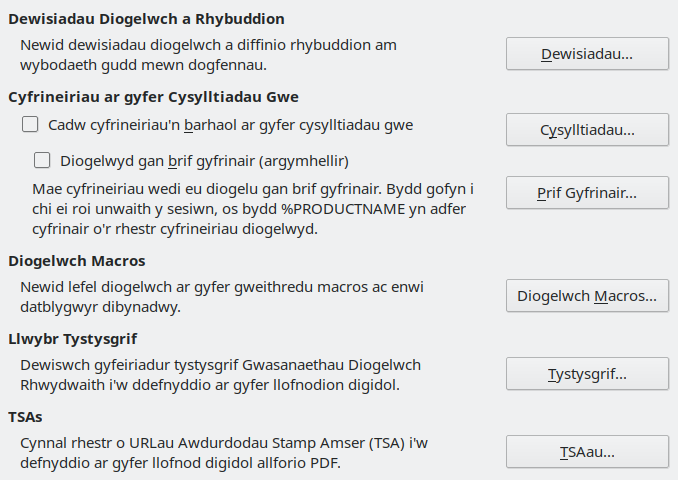 Dewisiadau Diogelwch a Rhybuddion
Newid dewisiadau diogelwch a diffinio rhybuddion am
wybodaeth gudd mewn dogfennau.
Dewisiadau...
Cyfrineiriau ar gyfer Cysylltiadau Gwe
Cadw cyfrineiriau'n barhaol ar gyfer cysylltiadau gwe
Cysylltiadau...
Diogelwyd gan brif gyfrinair (argymhellir)
Mae cyfrineiriau wedi eu diogelu gan brif gyfrinair. Bydd gofyn i
chi ei roi unwaith y sesiwn, os bydd %PRODUCTNAME yn adfer
cyfrinair o'r rhestr cyfrineiriau diogelwyd.
Prif Gyfrinair...
Diogelwch Macros
Newid lefel diogelwch ar gyfer gweithredu macros ac enwi
datblygwyr dibynadwy.
Diogelwch Macros...
Llwybr Tystysgrif
Dewiswch gyfeiriadur tystysgrif Gwasanaethau Diogelwch
Rhwydwaith i'w ddefnyddio ar gyfer llofnodion digidol.
Tystysgrif...
TSAs
Cynnal rhestr o URLau Awdurdodau Stamp Amser (TSA) i'w
defnyddio ar gyfer llofnod digidol allforio PDF.
TSAau...